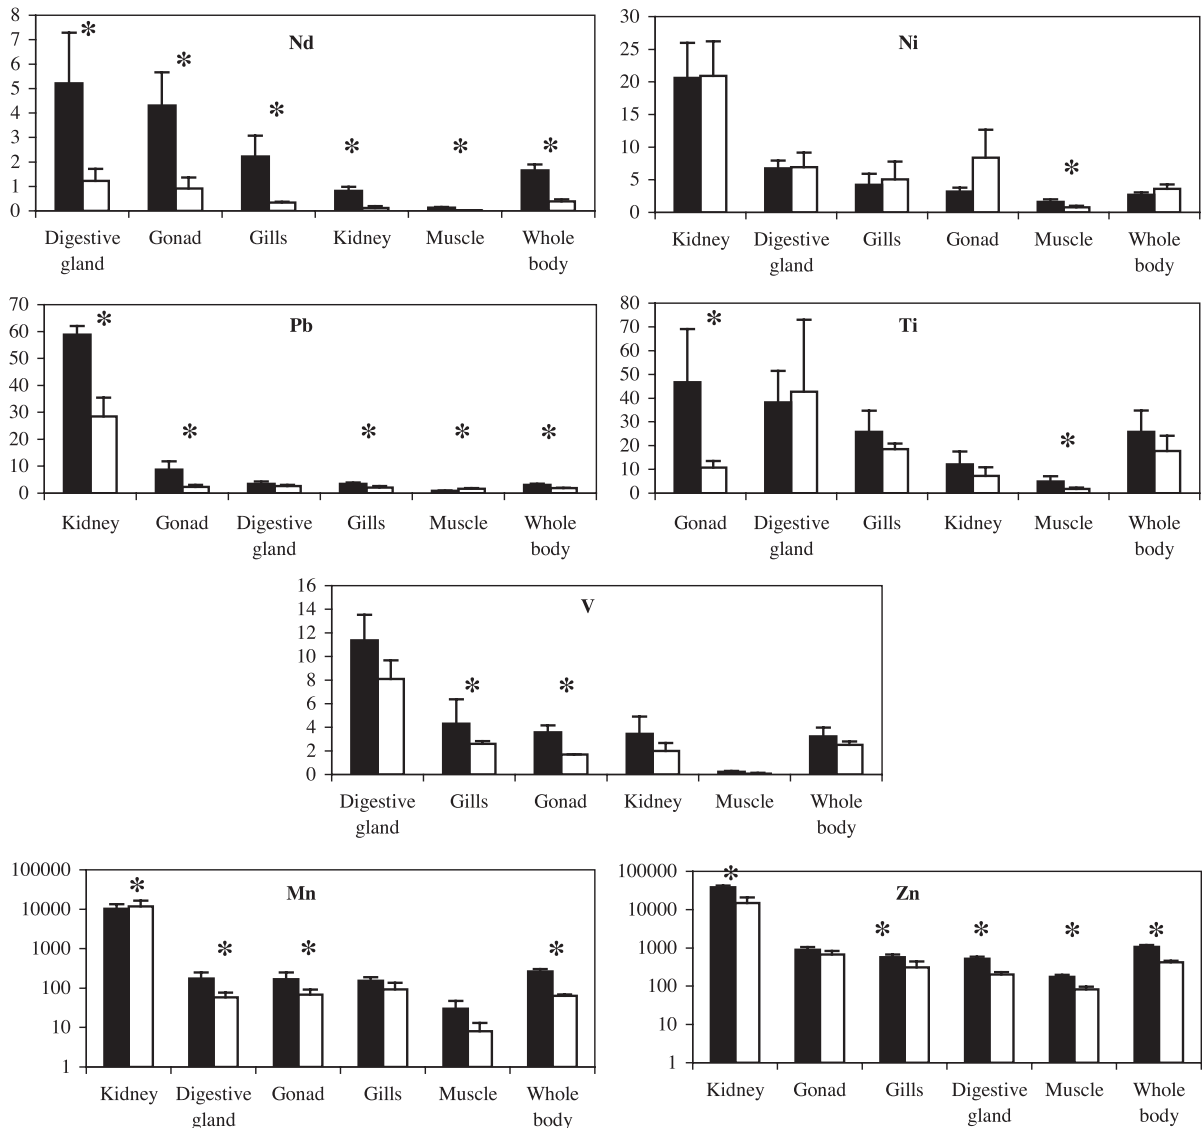 8
7
6
5
4
3
2
1
0
Nd
* * * * * *
Digestive Gonad Gills Kidney Muscle Whole
gland body
30
25
20
15
10
5
0
Ni
*
Kidney Digestive Gills Gonad Muscle Whole
gland body
70
60
50
40
30
20
10
0
Pb
* * * * *
Kidney Gonad Digestive Gills Muscle Whole
gland body
80
70
60
50
40
30
20
10
0
Ti
* *
Gonad Digestive Gills Kidney Muscle Whole
gland body
16
14
12
10
8
6
4
2
0
V
* *
Digestive Gills Gonad Kidney Muscle Whole
gland body
100000
10000
1000
100
10
1
Mn
* * * *
Kidney Digestive Gonad Gills Muscle Whole
gland body
100000
10000
1000
100
10
1
Zn
* * * * *
Kidney Gonad Gills Digestive Muscle Whole
gland body